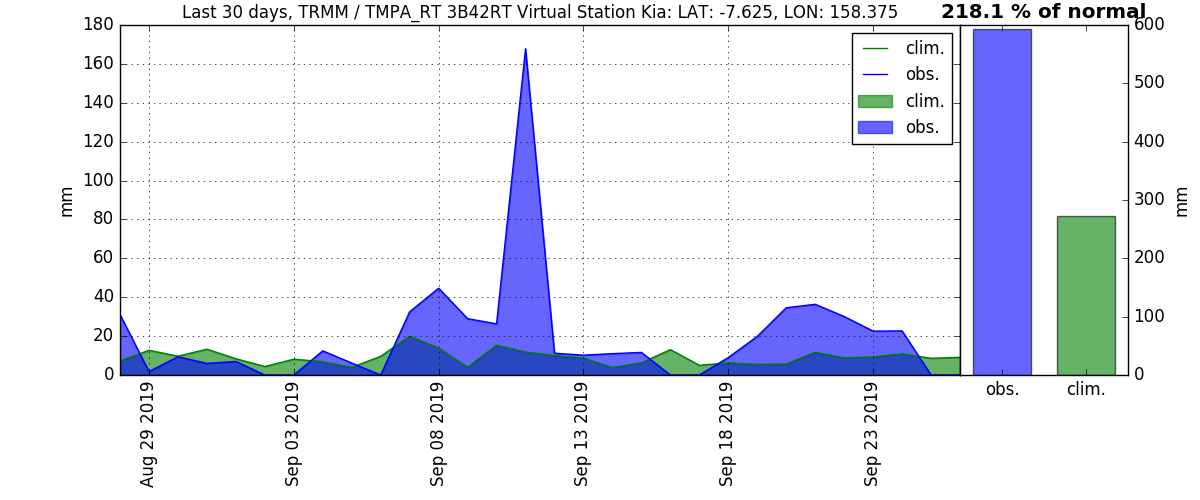 Last 30 days, TRMM / TMPA_RT 3B42RT Virtual Station Kia: LAT: -7.625, LON: 158.375
218.1 % of normal
180
160
140
120
100
80
60
40
20
0
mm
clim.
obs.
clim.
obs.
Aug 29 2019
Sep 03 2019
Sep 08 2019
Sep 13 2019
Sep 18 2019
Sep 23 2019
600
500
400
300
200
100
0
mm
obs.
clim.